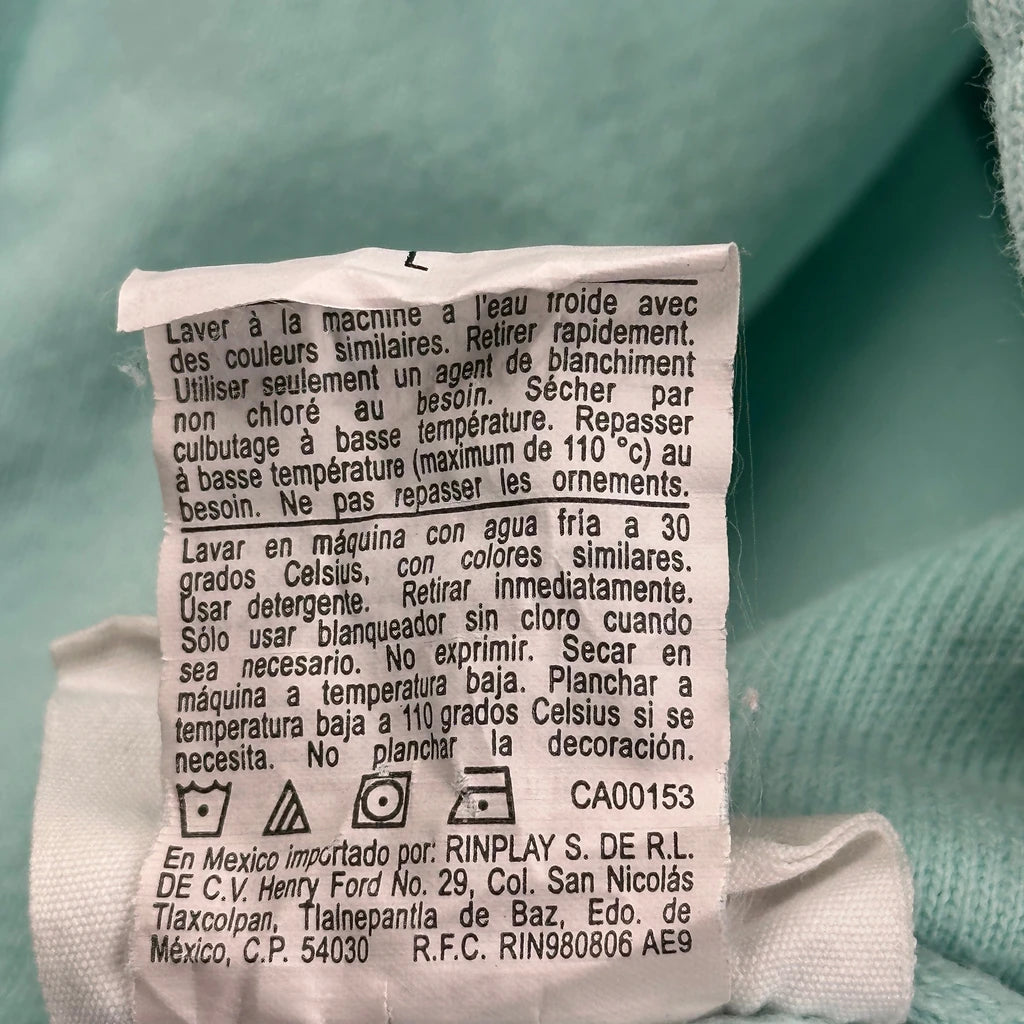 Laver à la machine à l'eau froide avec
des couleurs similaires. Retirer rapidement.
Utiliser seulement un agent de blanchiment
non chloré au besoin. Sécher par
culbutage à basse température. Repasser
à basse température (maximum de 110 °c) au
besoin. Ne pas repasser les ornements.
Lavar en máquina con agua fría a 30
grados Celsius, con colores similares.
Usar detergente. Retirar inmediatamente.
Sólo usar blanqueador sin cloro cuando
sea necesario. No exprimir. Secar en
máquina a temperatura baja. Planchar a
temperatura baja a 110 grados Celsius si se
necesita. No planchar la decoración.
CA00153
En Mexico importado por: RINPLAY S. DE R.L.
DE C.V. Henry Ford No. 29, Col. San Nicolás
Tlaxcolpan, Tlalnepantla de Baz, Edo. de
México, C.P. 54030 R.F.C. RIN980806 AE9